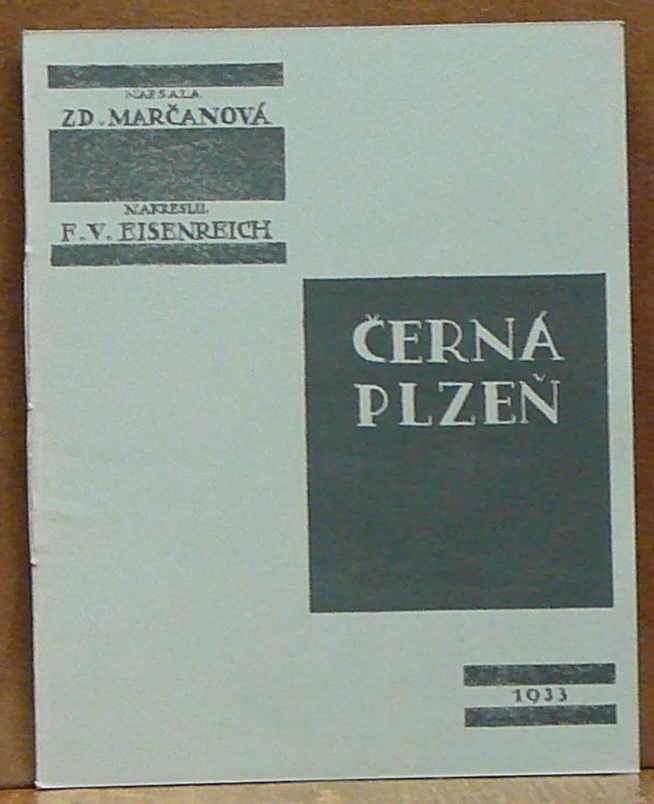 NAPSALA
ZD. MARČANOVÁ
NAKRESLIL
F. V. EISENREICH
ČERNÁ
PLZEŇ
1933